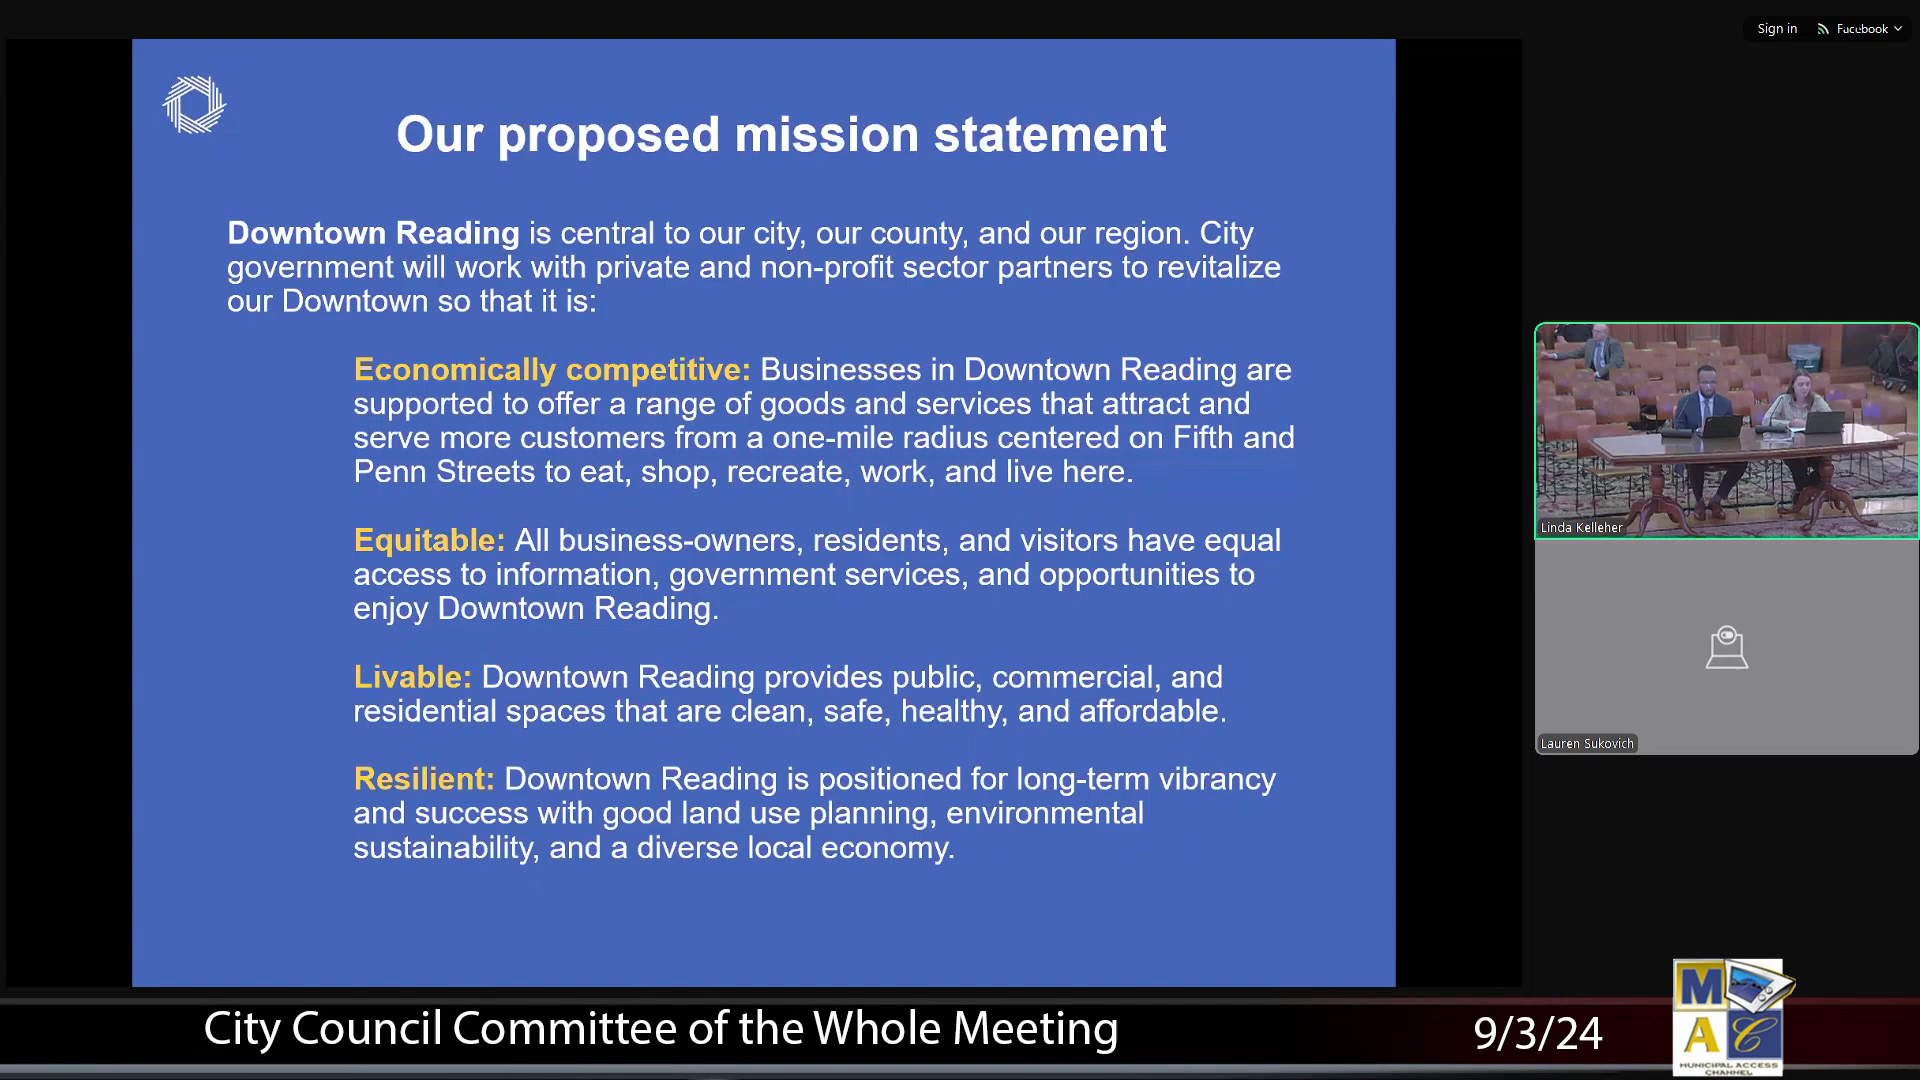 Sign in
Facebook
Our proposed mission statement
Downtown Reading is central to our city, our county, and our region. City
government will work with private and non-profit sector partners to revitalize
our Downtown so that it is:
Economically competitive: Businesses in Downtown Reading are
supported to offer a range of goods and services that attract and
serve more customers from a one-mile radius centered on Fifth and
Penn Streets to eat, shop, recreate, work, and live here.
Equitable: All business-owners, residents, and visitors have equal
access to information, government services, and opportunities to
enjoy Downtown Reading.
Livable: Downtown Reading provides public, commercial, and
residential spaces that are clean, safe, healthy, and affordable.
Resilient: Downtown Reading is positioned for long-term vibrancy
and success with good land use planning, environmental
sustainability, and a diverse local economy.
Linda Kelleher
Lauren Sukovich
City Council Committee of the Whole Meeting
9/3/24
M
A C
MUNICIPAL ACCESS
CHANNEL